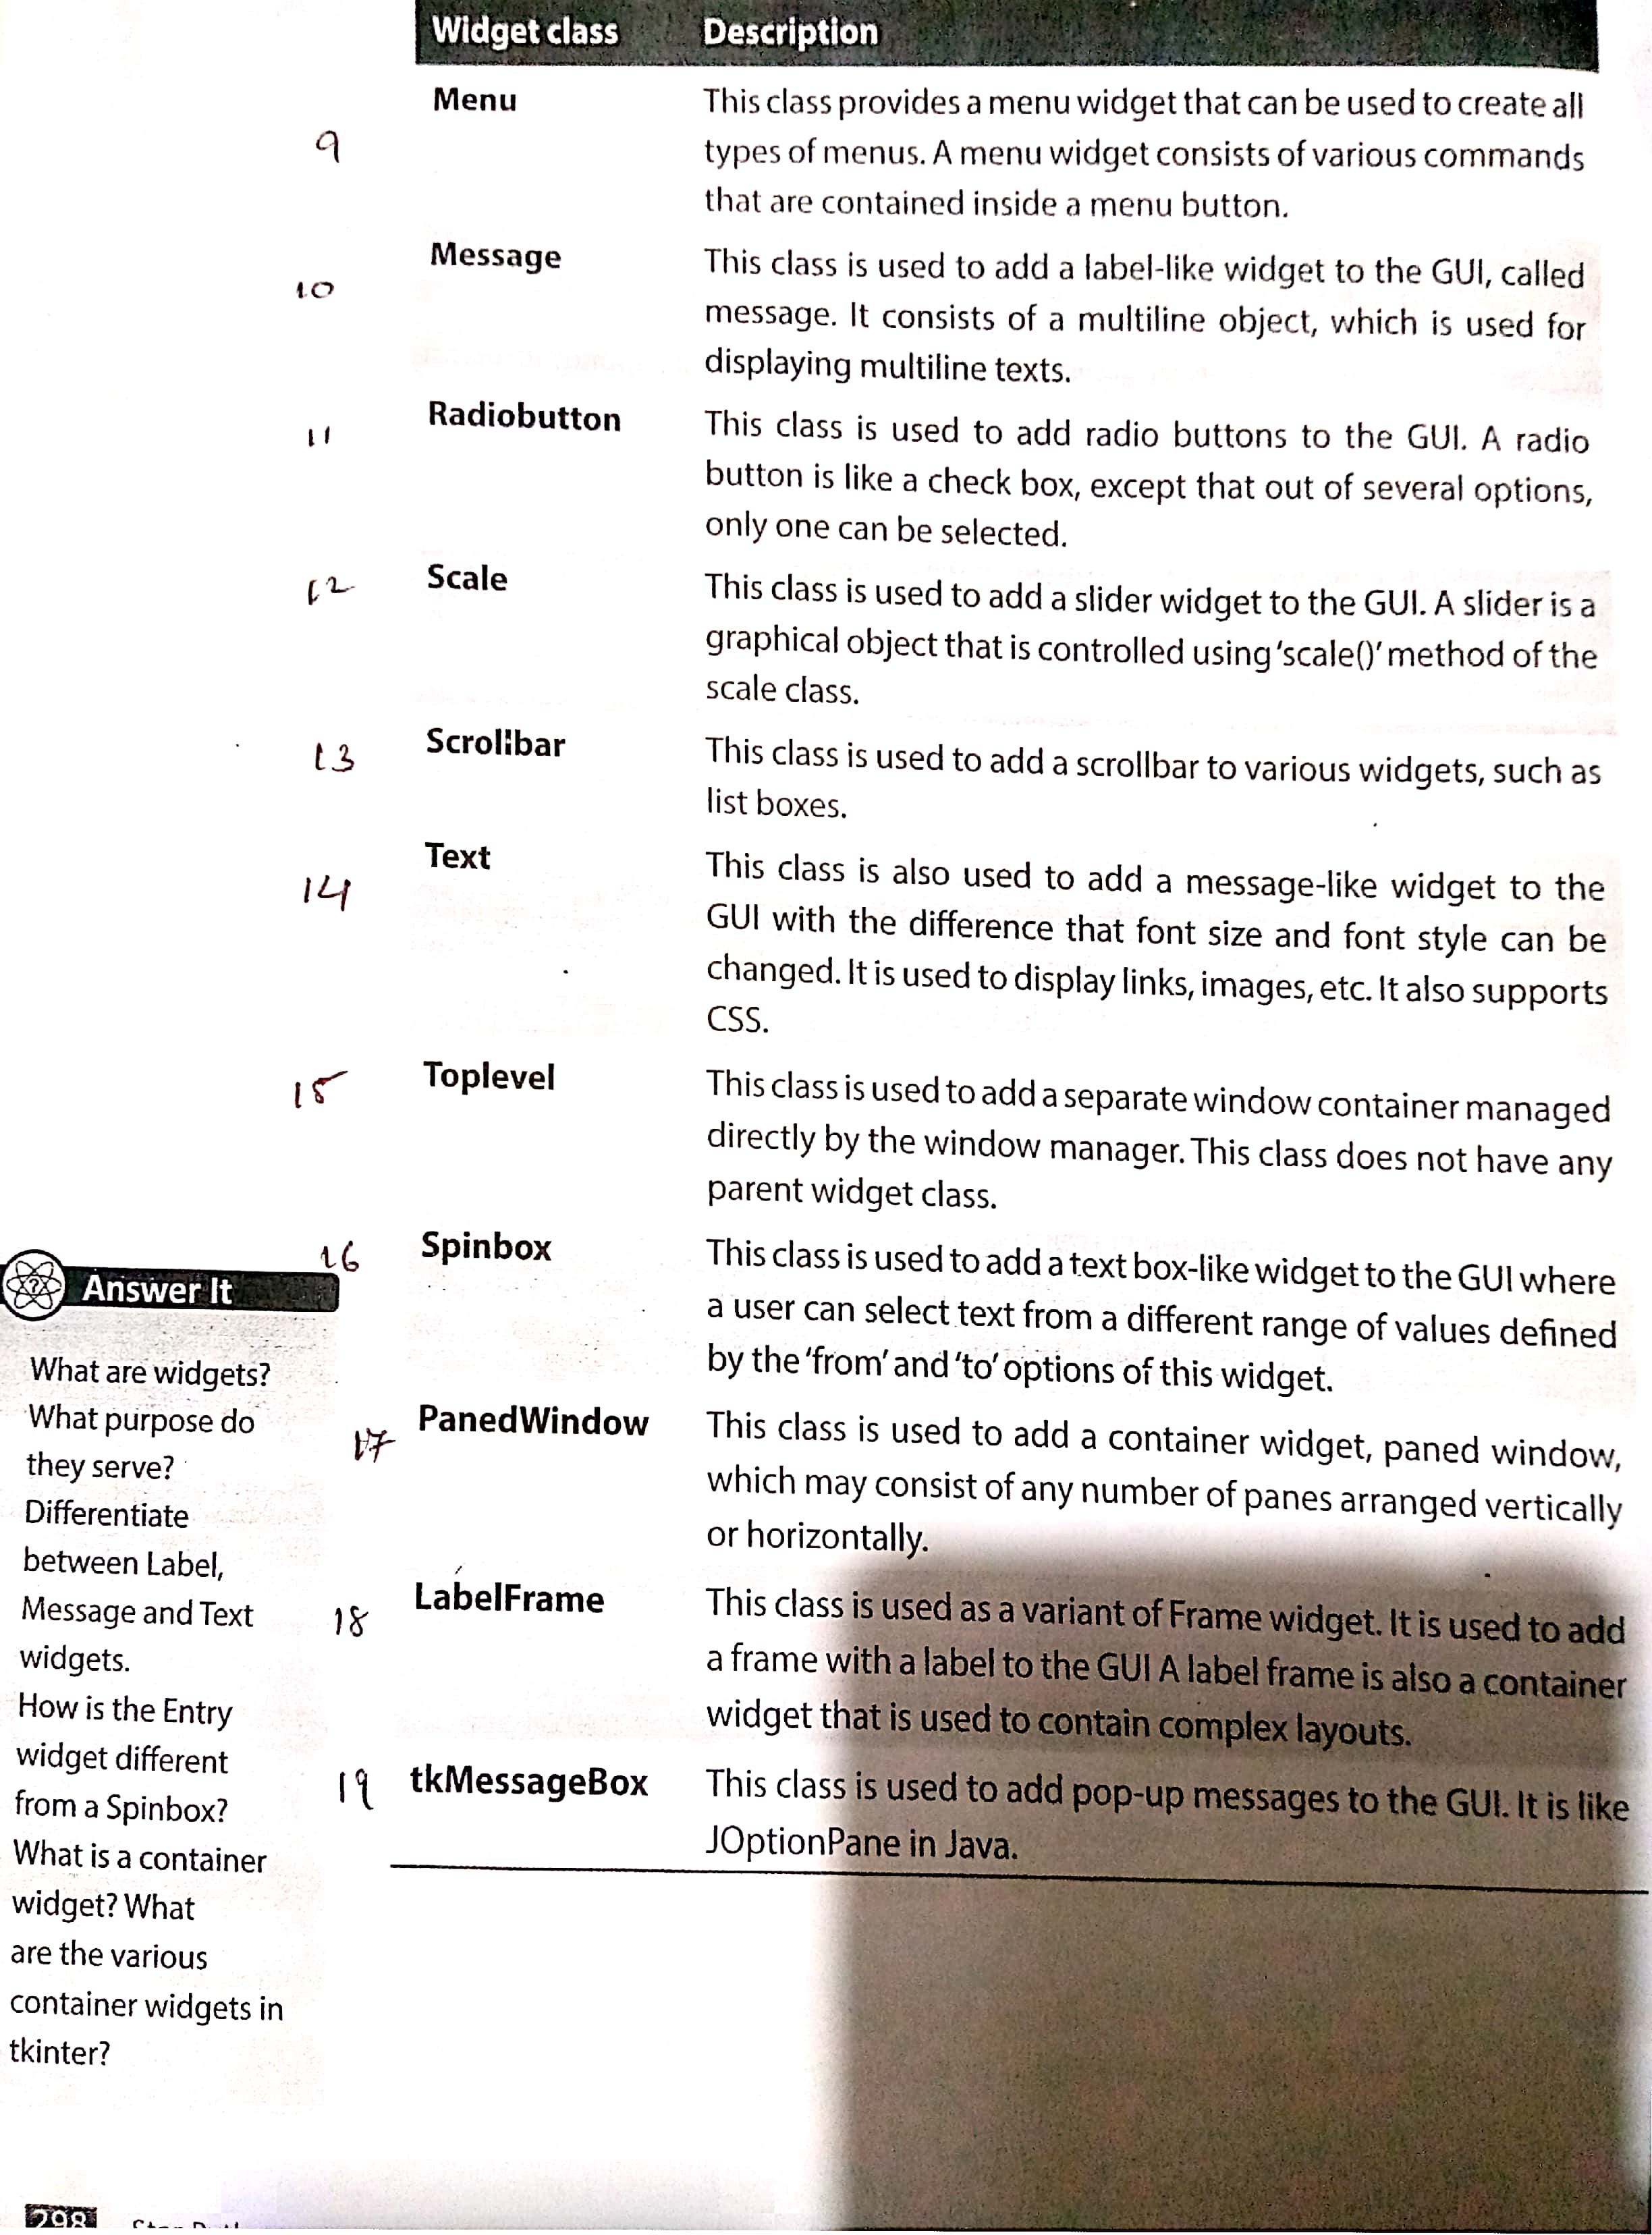 Widget class Description
9
Menu This class provides a menu widget that can be used to create all
types of menus. A menu widget consists of various commands
that are contained inside a menu button.
10
Message This class is used to add a label-like widget to the GUI, called
message. It consists of a multiline object, which is used for
displaying multiline texts.
11
Radiobutton This class is used to add radio buttons to the GUI. A radio
button is like a check box, except that out of several options,
only one can be selected.
12
Scale This class is used to add a slider widget to the GUI. A slider is a
graphical object that is controlled using 'scale()' method of the
scale class.
13
Scrollbar This class is used to add a scrollbar to various widgets, such as
list boxes.
14
Text This class is also used to add a message-like widget to the
GUI with the difference that font size and font style can be
changed. It is used to display links, images, etc. It also supports
CSS.
15
Toplevel This class is used to add a separate window container managed
directly by the window manager. This class does not have any
parent widget class.
16
Spinbox This class is used to add a text box-like widget to the GUI where
a user can select text from a different range of values defined
by the 'from' and 'to' options of this widget.
17
PanedWindow This class is used to add a container widget, paned window,
which may consist of any number of panes arranged vertically
or horizontally.
18
LabelFrame This class is used as a variant of Frame widget. It is used to add
a frame with a label to the GUI A label frame is also a container
widget that is used to contain complex layouts.
19
tkMessageBox This class is used to add pop-up messages to the GUI. It is like
JOptionPane in Java.
Answer It
What are widgets?
What purpose do
they serve?
Differentiate
between Label,
Message and Text
widgets.
How is the Entry
widget different
from a Spinbox?
What is a container
widget? What
are the various
container widgets in
tkinter?
298